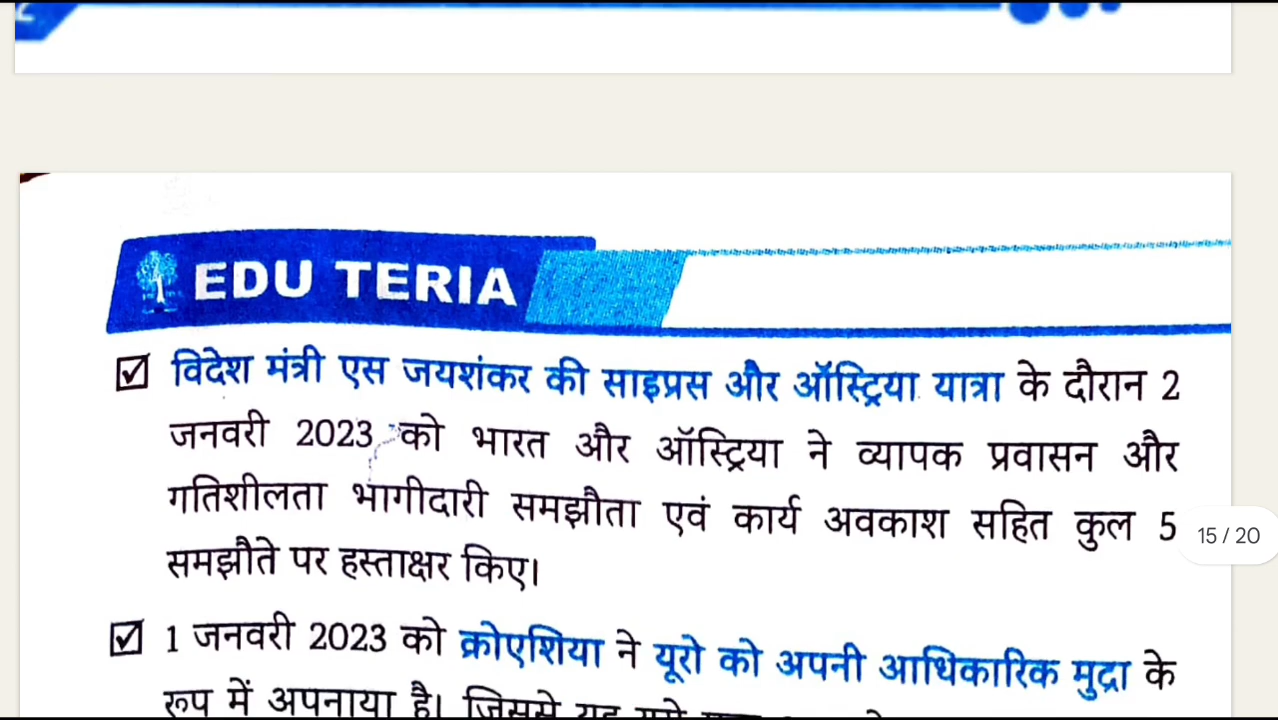 EDU TERIA
विदेश मंत्री एस जयशंकर की साइप्रस और ऑस्ट्रिया यात्रा के दौरान 2
जनवरी 2023 को भारत और ऑस्ट्रिया ने व्यापक प्रवासन और
गतिशीलता भागीदारी समझौता एवं कार्य अवकाश सहित कुल 5
15 / 20
समझौते पर हस्ताक्षर किए।
1 जनवरी 2023 को क्रोएशिया ने यूरो को अपनी आधिकारिक मुद्रा के
रूप में अपनाया है। जिससे यह